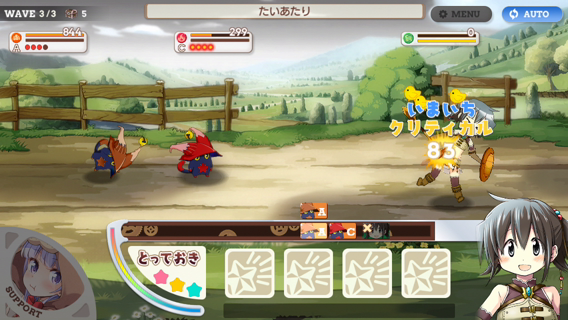 WAVE 3/3 5
たいあたり
MENU
AUTO
844
A
299
C
0
いまいち
クリティカル
83
A
C
とっておき
SUPPORT